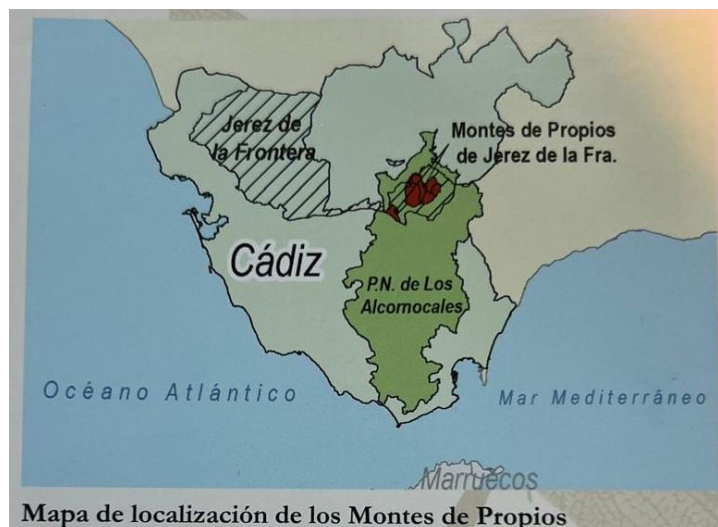 Jerez de
la Frontera
Montes de Propios
de Jerez de la Fra.
Cádiz
P.N. de Los
Alcornocales
Océano Atlántico
Mar Mediterráneo
Marruecos
Mapa de localización de los Montes de Propios